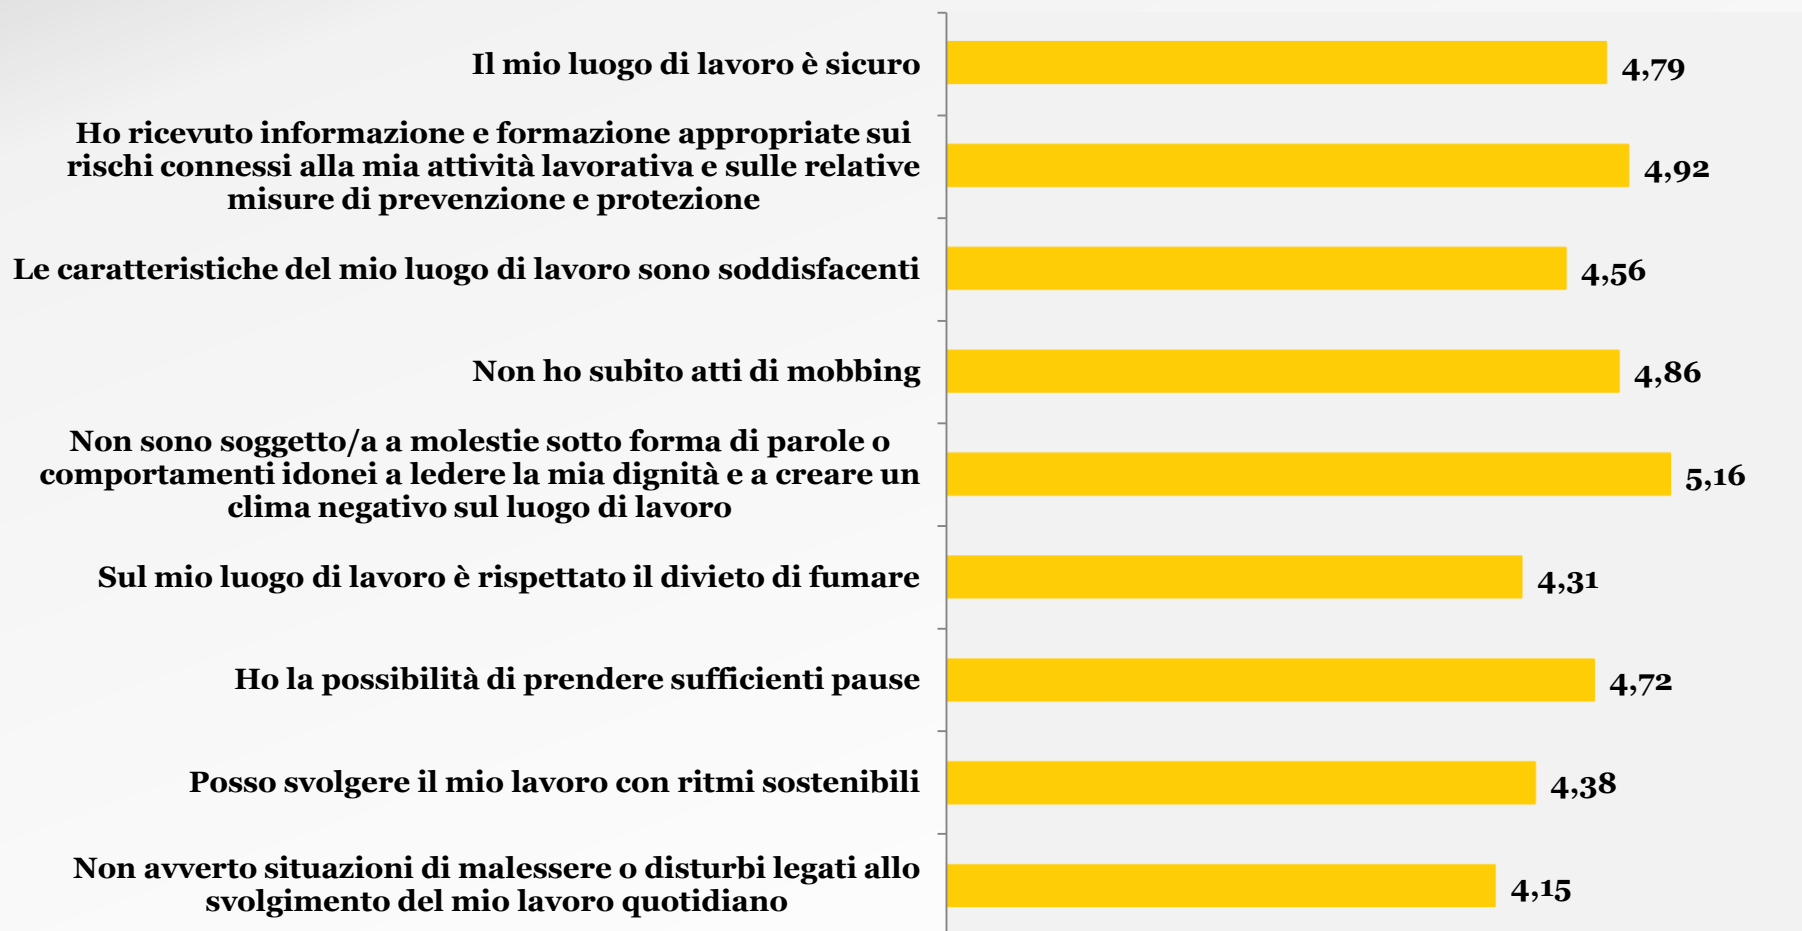 Il mio luogo di lavoro è sicuro
4,79
Ho ricevuto informazione e formazione appropriate sui
rischi connessi alla mia attività lavorativa e sulle relative
misure di prevenzione e protezione
4,92
Le caratteristiche del mio luogo di lavoro sono soddisfacenti
4,56
Non ho subito atti di mobbing
4,86
Non sono soggetto/a a molestie sotto forma di parole o
comportamenti idonei a ledere la mia dignità e a creare un
clima negativo sul luogo di lavoro
5,16
Sul mio luogo di lavoro è rispettato il divieto di fumare
4,31
Ho la possibilità di prendere sufficienti pause
4,72
Posso svolgere il mio lavoro con ritmi sostenibili
4,38
Non avverto situazioni di malessere o disturbi legati allo
svolgimento del mio lavoro quotidiano
4,15